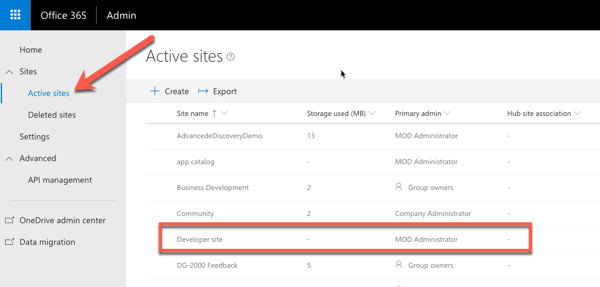 Office 365 Admin
Home
Sites
Active sites
Deleted sites
Settings
Advanced
API management
OneDrive admin center
Data migration
Active sites
Create Export
Site name Storage used (MB) Primary admin Hub site association
AdvancedeDiscoveryDemo 13 MOD Administrator -
app catalog - MOD Administrator -
Business Development 2 Group owners -
Community 2 Company Administrator -
Developer site - MOD Administrator -
DG-2000 Feedback 5 Group owners -